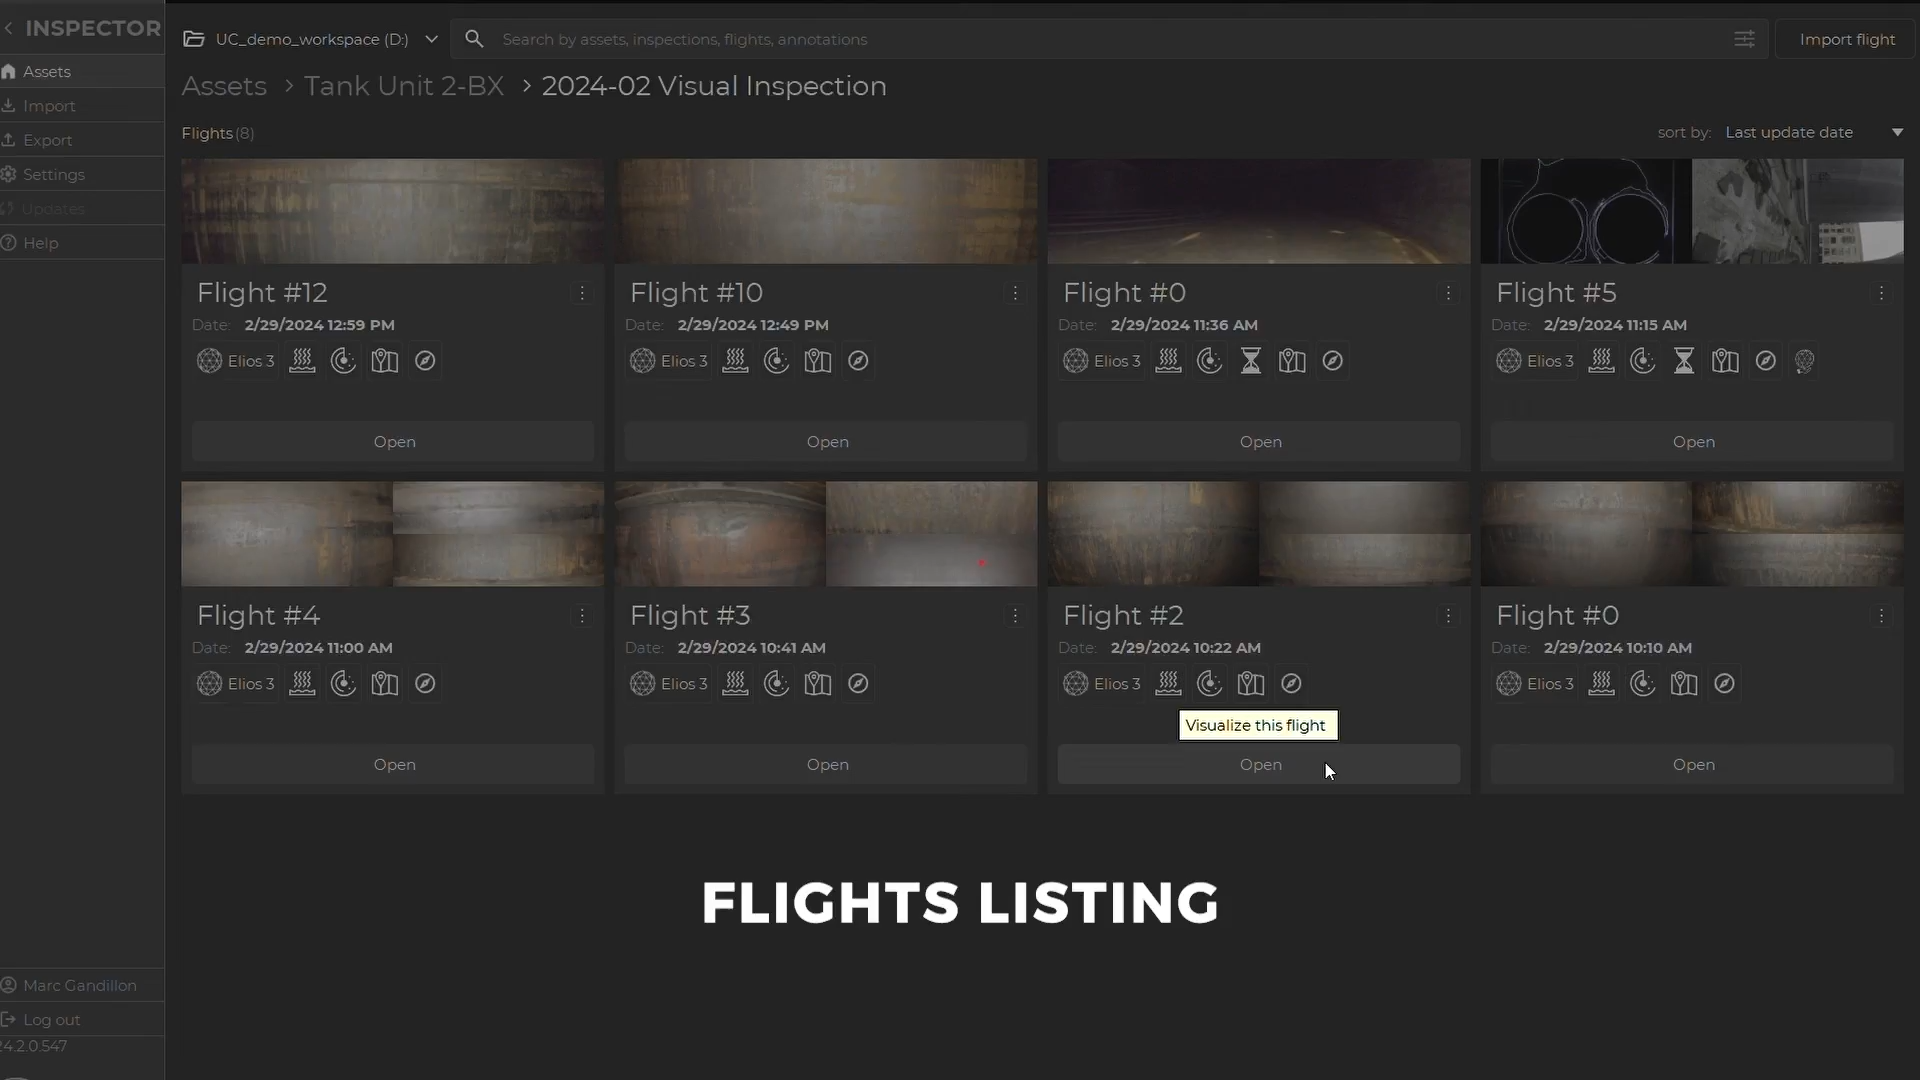 INSPECTOR
UC_demo_workspace (D:)
Search by assets, inspections, flights, annotations
Import flight
Assets
Import
Export
Settings
Updates
Help
Assets > Tank Unit 2-BX > 2024-02 Visual Inspection
Flights (8)
sort by: Last update date
Flight #12
Date: 2/29/2024 12:59 PM
Elios 3
Open
Flight #10
Date: 2/29/2024 12:49 PM
Elios 3
Open
Flight #0
Date: 2/29/2024 11:36 AM
Elios 3
Open
Flight #5
Date: 2/29/2024 11:15 AM
Elios 3
Open
Flight #4
Date: 2/29/2024 11:00 AM
Elios 3
Open
Flight #3
Date: 2/29/2024 10:41 AM
Elios 3
Open
Flight #2
Date: 2/29/2024 10:22 AM
Elios 3
Visualize this flight
Open
Flight #0
Date: 2/29/2024 10:10 AM
Elios 3
Open
FLIGHTS LISTING
Marc Gandillon
Log out
24.2.0.547